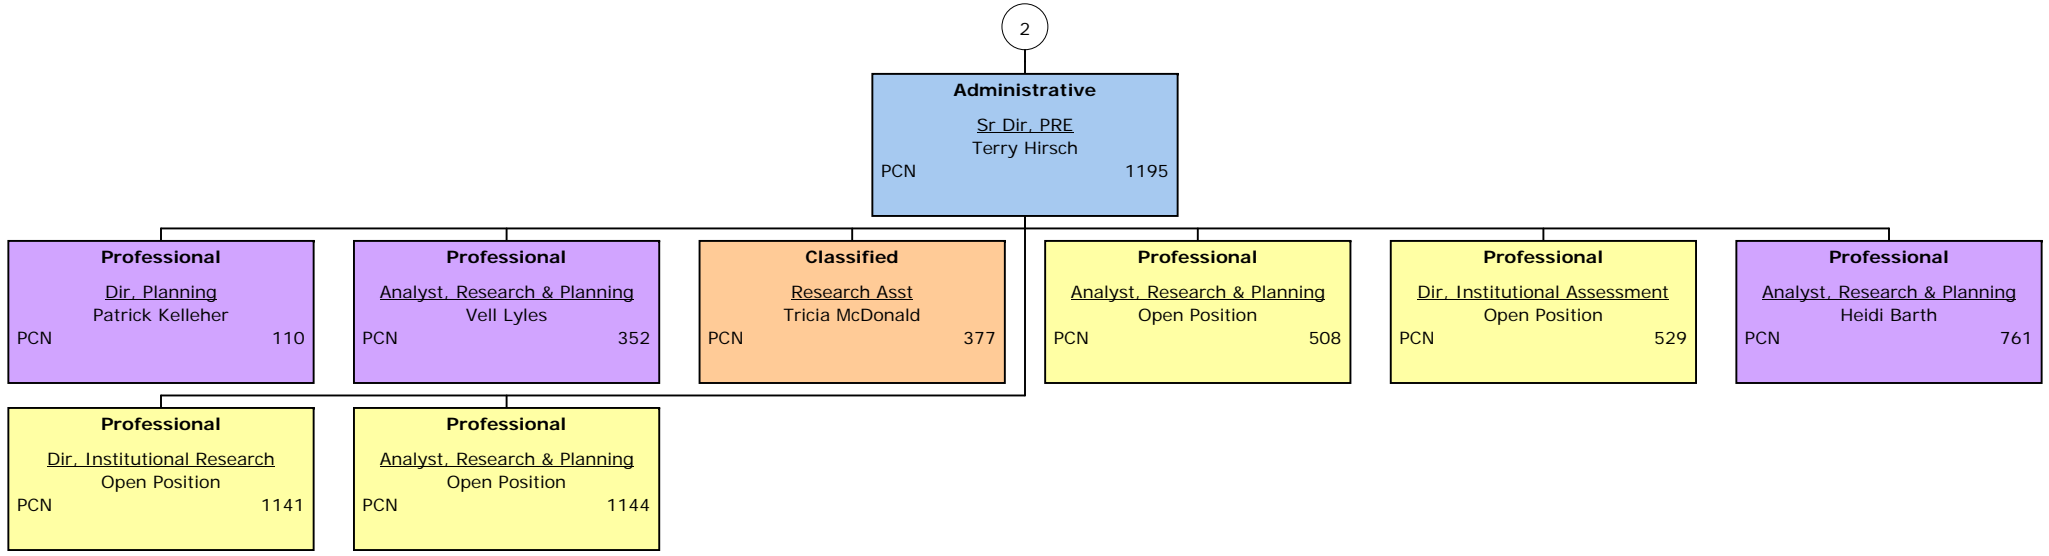 2
Administrative
Sr Dir, PRE
Terry Hirsch
PCN 1195
Professional
Dir, Planning
Patrick Kelleher
PCN 110
Professional
Analyst, Research & Planning
Vell Lyles
PCN 352
Classified
Research Asst
Tricia McDonald
PCN 377
Professional
Analyst, Research & Planning
Open Position
PCN 508
Professional
Dir, Institutional Assessment
Open Position
PCN 529
Professional
Analyst, Research & Planning
Heidi Barth
PCN 761
Professional
Dir, Institutional Research
Open Position
PCN 1141
Professional
Analyst, Research & Planning
Open Position
PCN 1144